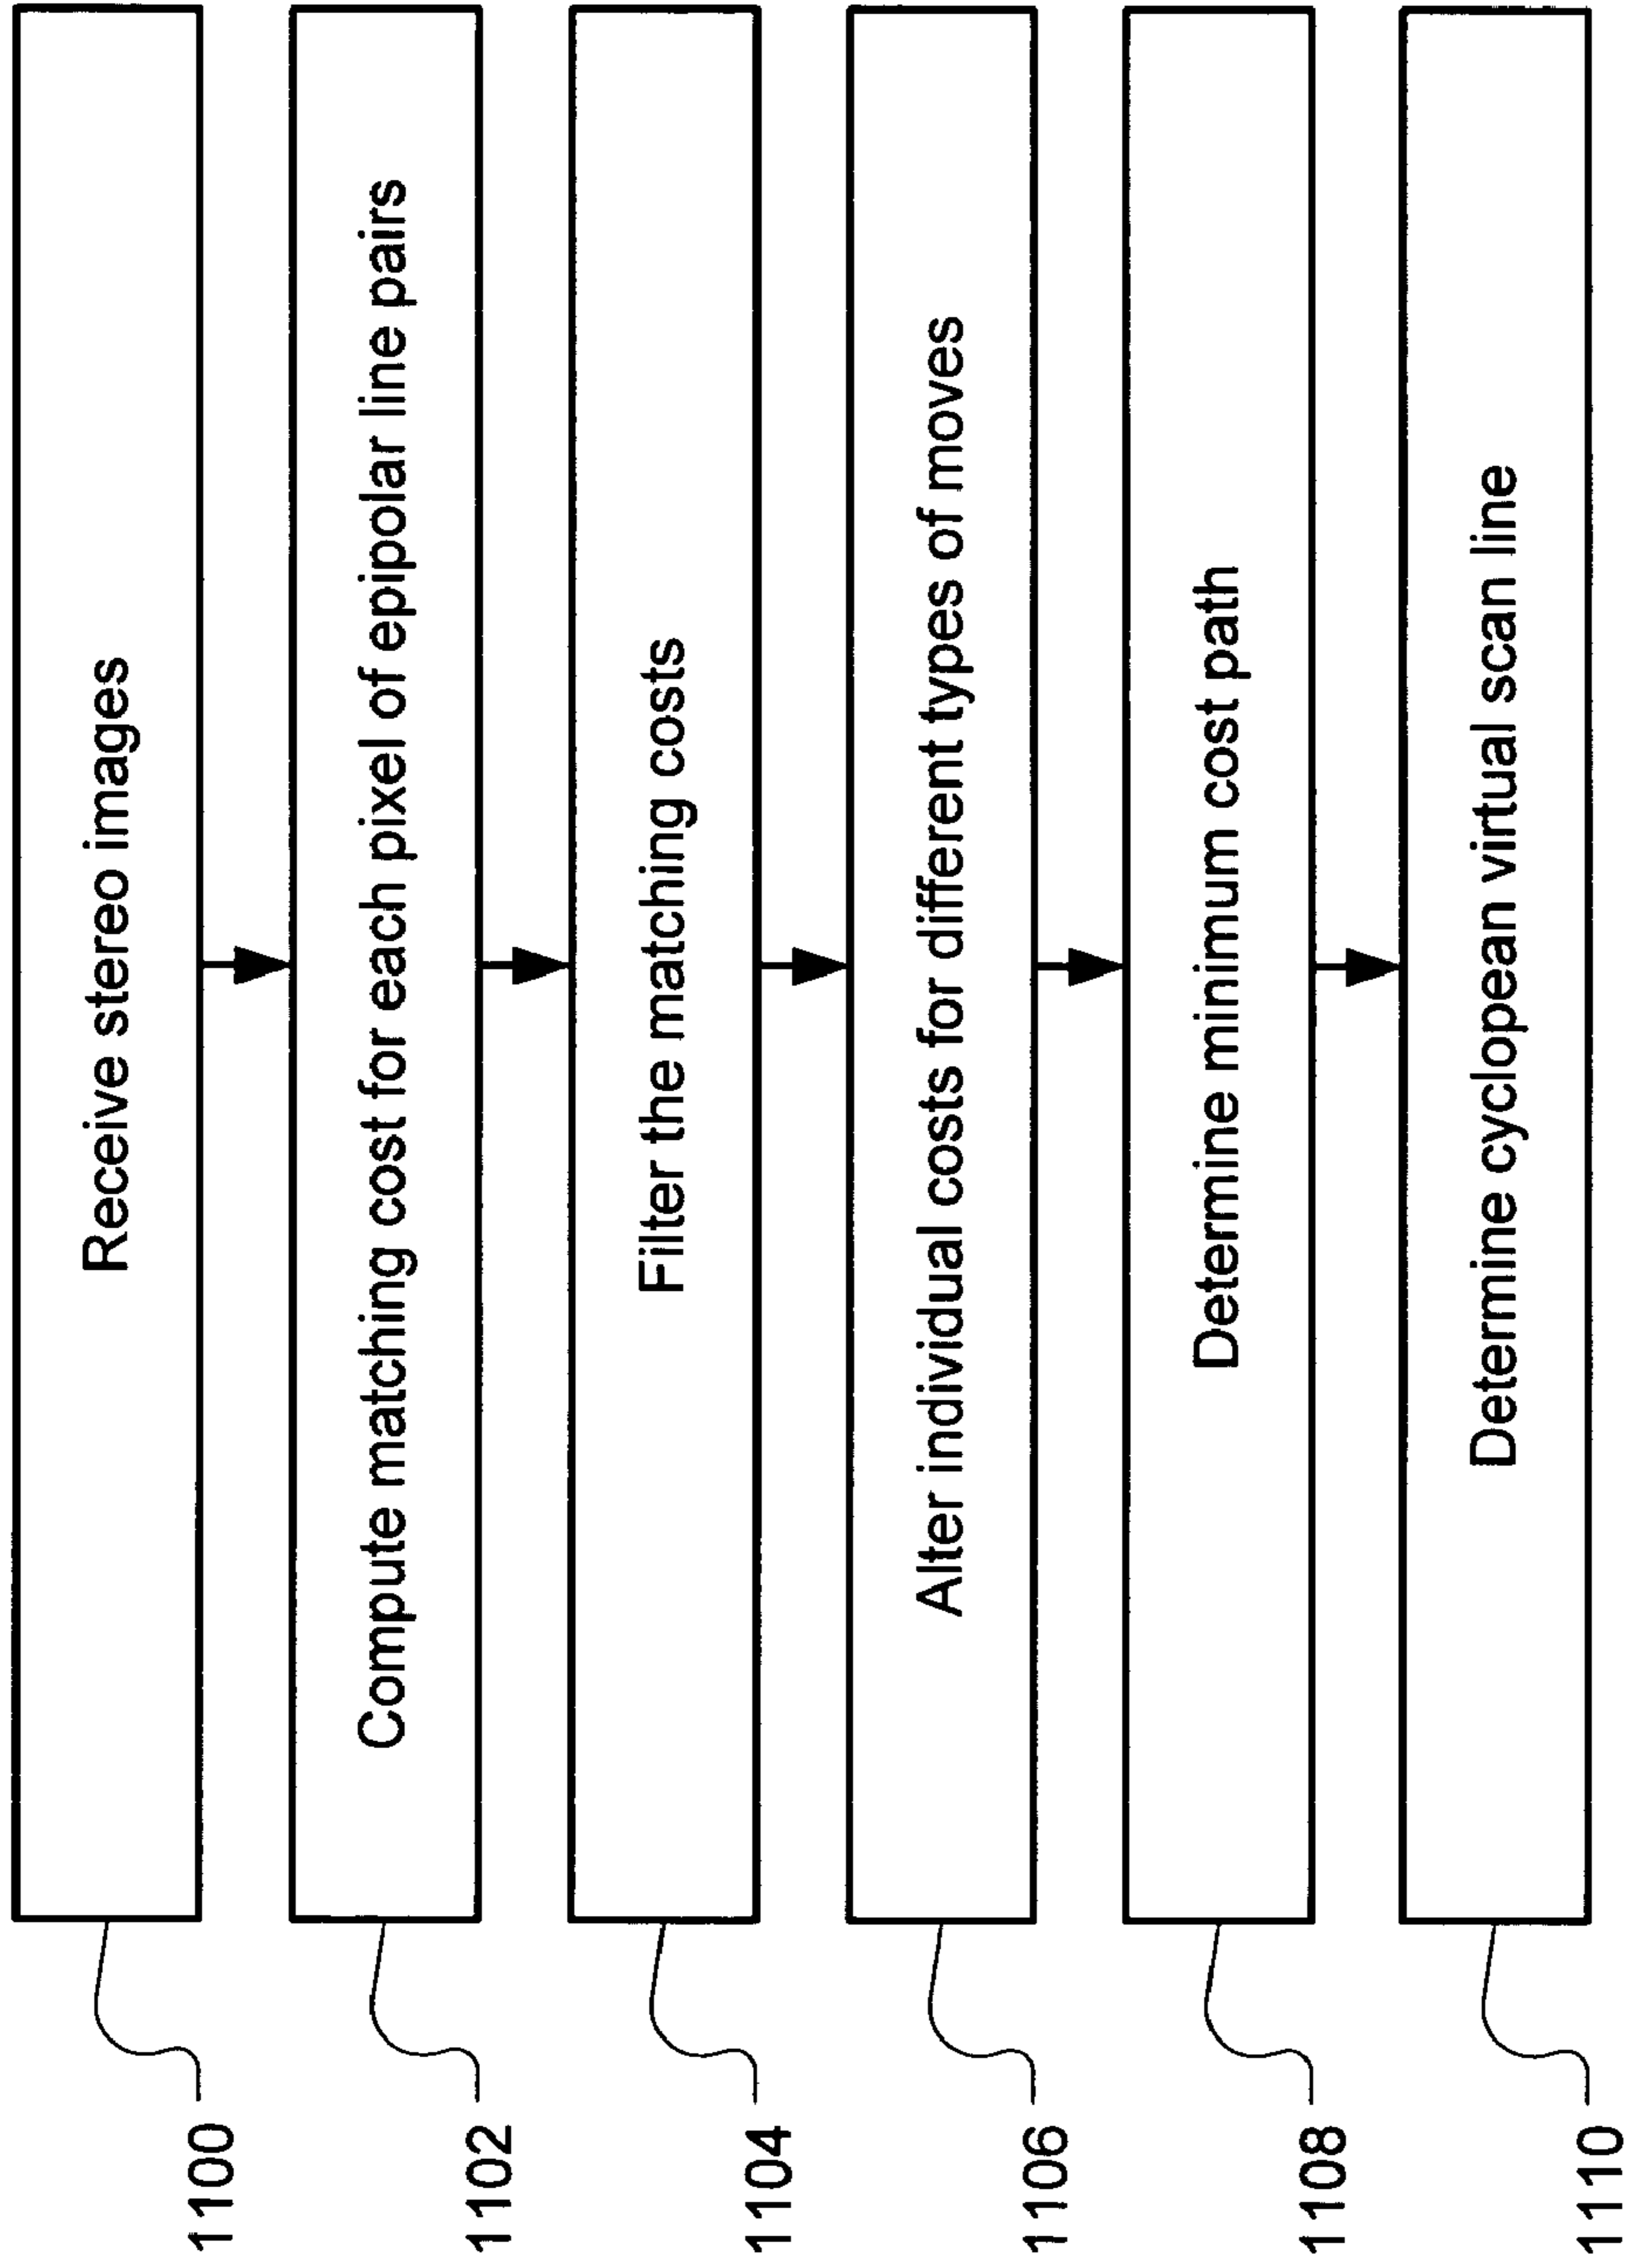 Receive stereo images
1100
Compute matching cost for each pixel of epipolar line pairs
1102
Filter the matching costs
1104
Alter individual costs for different types of moves
1106
Determine minimum cost path
1108
Determine cyclopean virtual scan line
1110